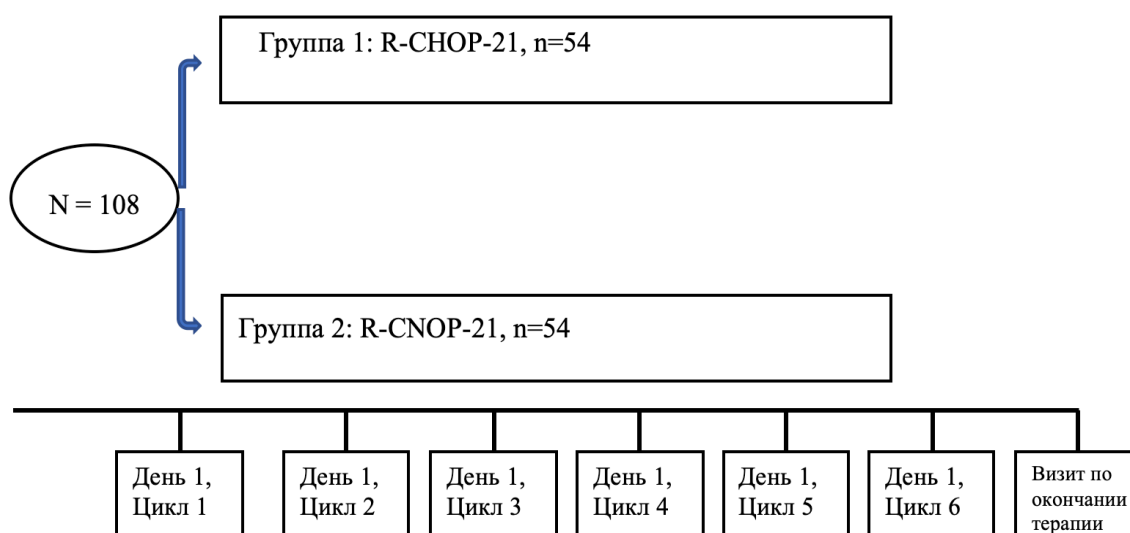 Группа 1: R-CHOP-21, n=54
N = 108
Группа 2: R-CNOP-21, n=54
День 1,
Цикл 1
День 1,
Цикл 2
День 1,
Цикл 3
День 1,
Цикл 4
День 1,
Цикл 5
День 1,
Цикл 6
Визит по
окончании
терапии